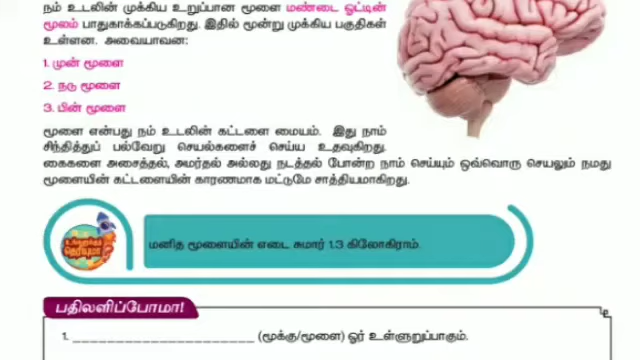 நம் உடலின் முக்கிய உறுப்பான மூளை மண்டை ஓட்டின்
மூலம் பாதுகாக்கப்படுகிறது. இதில் மூன்று முக்கிய பகுதிகள்
உள்ளன. அவையாவன:
1. முன் மூளை
2. நடு மூளை
3. பின் மூளை
மூளை என்பது நம் உடலின் கட்டளை மையம். இது நாம்
சிந்தித்துப் பல்வேறு செயல்களைச் செய்ய உதவுகிறது.
கைகளை அசைத்தல், அமர்தல் அல்லது நடத்தல் போன்ற நாம் செய்யும் ஒவ்வொரு செயலும் நமது
மூளையின் கட்டளையின் காரணமாக மட்டுமே சாத்தியமாகிறது.
உங்களுக்குத்
தெரியுமா?
மனித மூளையின் எடை சுமார் 1.3 கிலோகிராம்.
பதிலளிப்போமா!
1. ______________________ (மூக்கு/மூளை) ஓர் உள்ளுறுப்பாகும்.